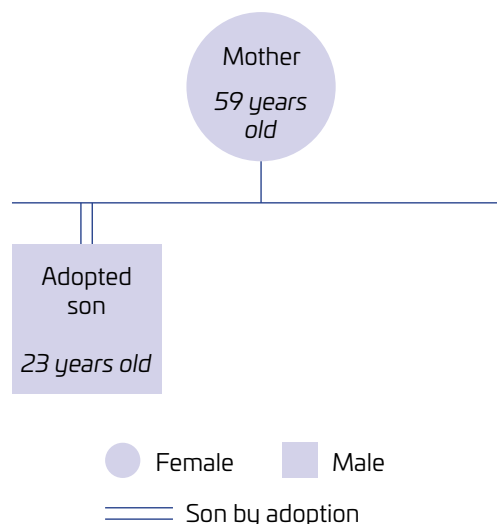 Mother
59 years
old
Adopted
son
23 years old
Female
Male
Son by adoption